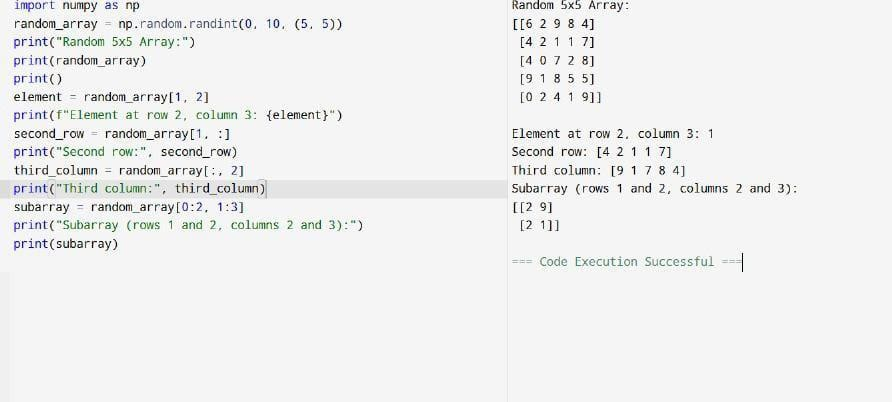 import numpy as np
random_array = np.random.randint(0, 10, (5, 5))
print("Random 5x5 Array:")
print(random_array)
print()
element = random_array[1, 2]
print(f"Element at row 2, column 3: {element}")
second_row = random_array[1, :]
print("Second row:", second_row)
third_column = random_array[:, 2]
print("Third column:", third_column)
subarray = random_array[0:2, 1:3]
print("Subarray (rows 1 and 2, columns 2 and 3):")
print(subarray)
Random 5x5 Array:
[[6 2 9 8 4]
 [4 2 1 1 7]
 [4 0 7 2 8]
 [9 1 8 5 5]
 [0 2 4 1 9]]
Element at row 2, column 3: 1
Second row: [4 2 1 1 7]
Third column: [9 1 7 8 4]
Subarray (rows 1 and 2, columns 2 and 3):
[[2 9]
 [2 1]]
=== Code Execution Successful ===